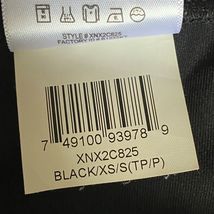 STYLE # XNX2C825
7 49100 93978 9
XNX2C825
BLACK/XS/S(TP/P)